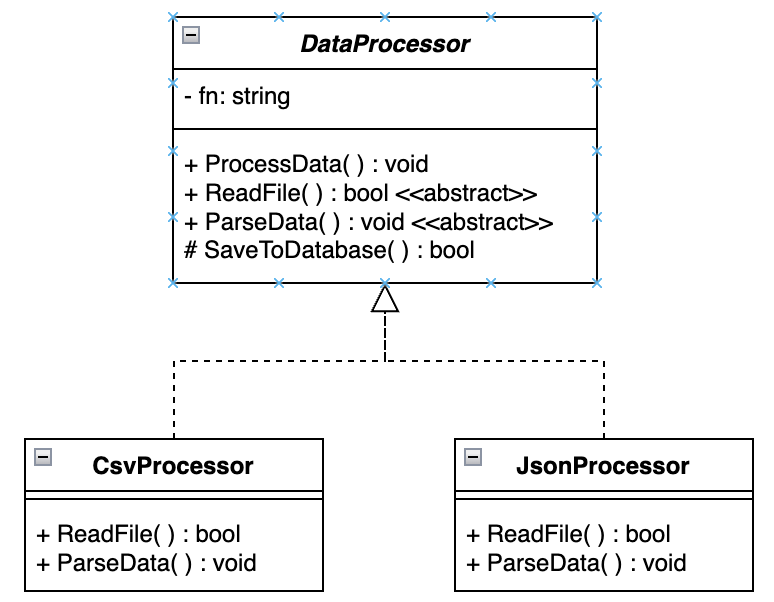 DataProcessor
- fn: string
+ ProcessData( ) : void
+ ReadFile( ) : bool <<abstract>>
+ ParseData( ) : void <<abstract>>
# SaveToDatabase( ) : bool
CsvProcessor
+ ReadFile( ) : bool
+ ParseData( ) : void
JsonProcessor
+ ReadFile( ) : bool
+ ParseData( ) : void